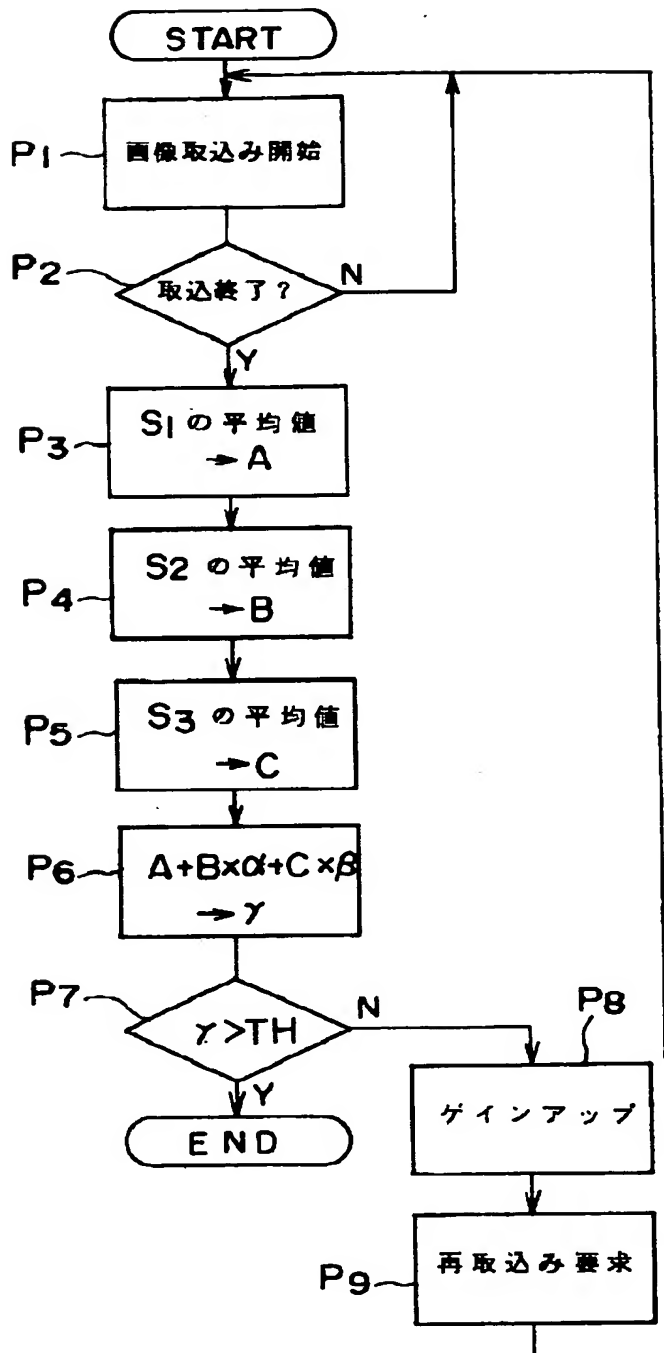 START
P1
画像取込み開始
P2
取込終了?
N
Y
P3
S1の平均値
→A
P4
S2の平均値
→B
P5
S3の平均値
→C
P6
A+B×α+C×β
→γ
P7
γ>TH
N
Y
END
P8
ゲインアップ
P9
再取込み要求